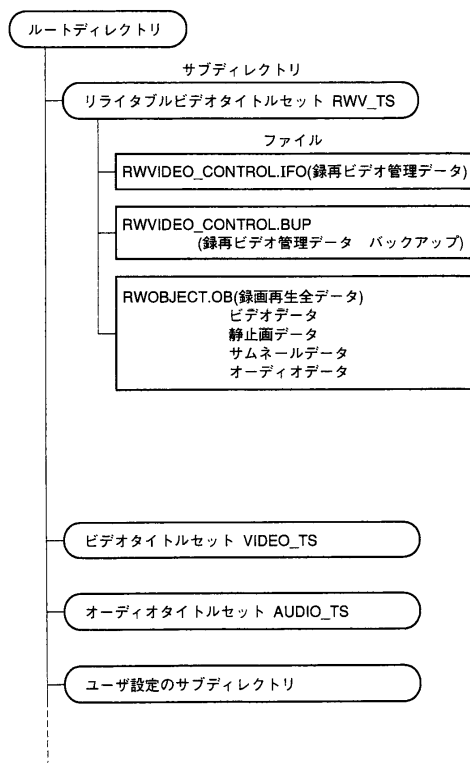 ルートディレクトリ
サブディレクトリ
リライタブルビデオタイトルセット RWV_TS
ファイル
RWVIDEO_CONTROL.IFO(録再ビデオ管理データ)
RWVIDEO_CONTROL.BUP
(録再ビデオ管理データ バックアップ)
RWOBJECT.OB(録画再生全データ)
ビデオデータ
静止画データ
サムネールデータ
オーディオデータ
ビデオタイトルセット VIDEO_TS
オーディオタイトルセット AUDIO_TS
ユーザ設定のサブディレクトリ